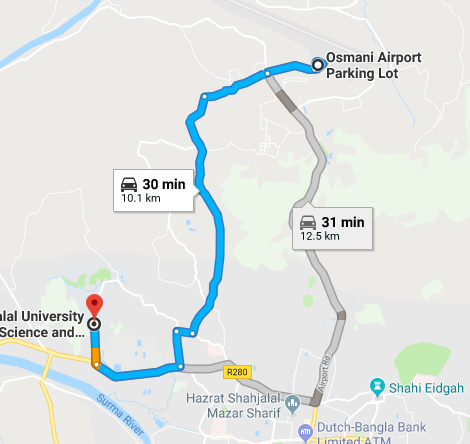 Osmani Airport
Parking Lot
30 min
10.1 km
31 min
12.5 km
lal University
Science and...
R280
Airport Rd
Surma River
Hazrat Shahjalal
Mazar Sharif
Shahi Eidgah
Dutch-Bangla Bank
Limited ATM